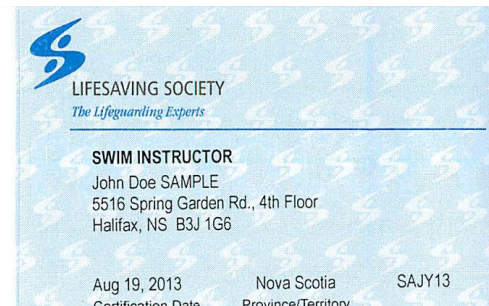 LIFESAVING SOCIETY
The Lifeguarding Experts
SWIM INSTRUCTOR
John Doe SAMPLE
5516 Spring Garden Rd., 4th Floor
Halifax, NS B3J 1G6
Aug 19, 2013 Nova Scotia SAJY13
Certification Date Province/Territory